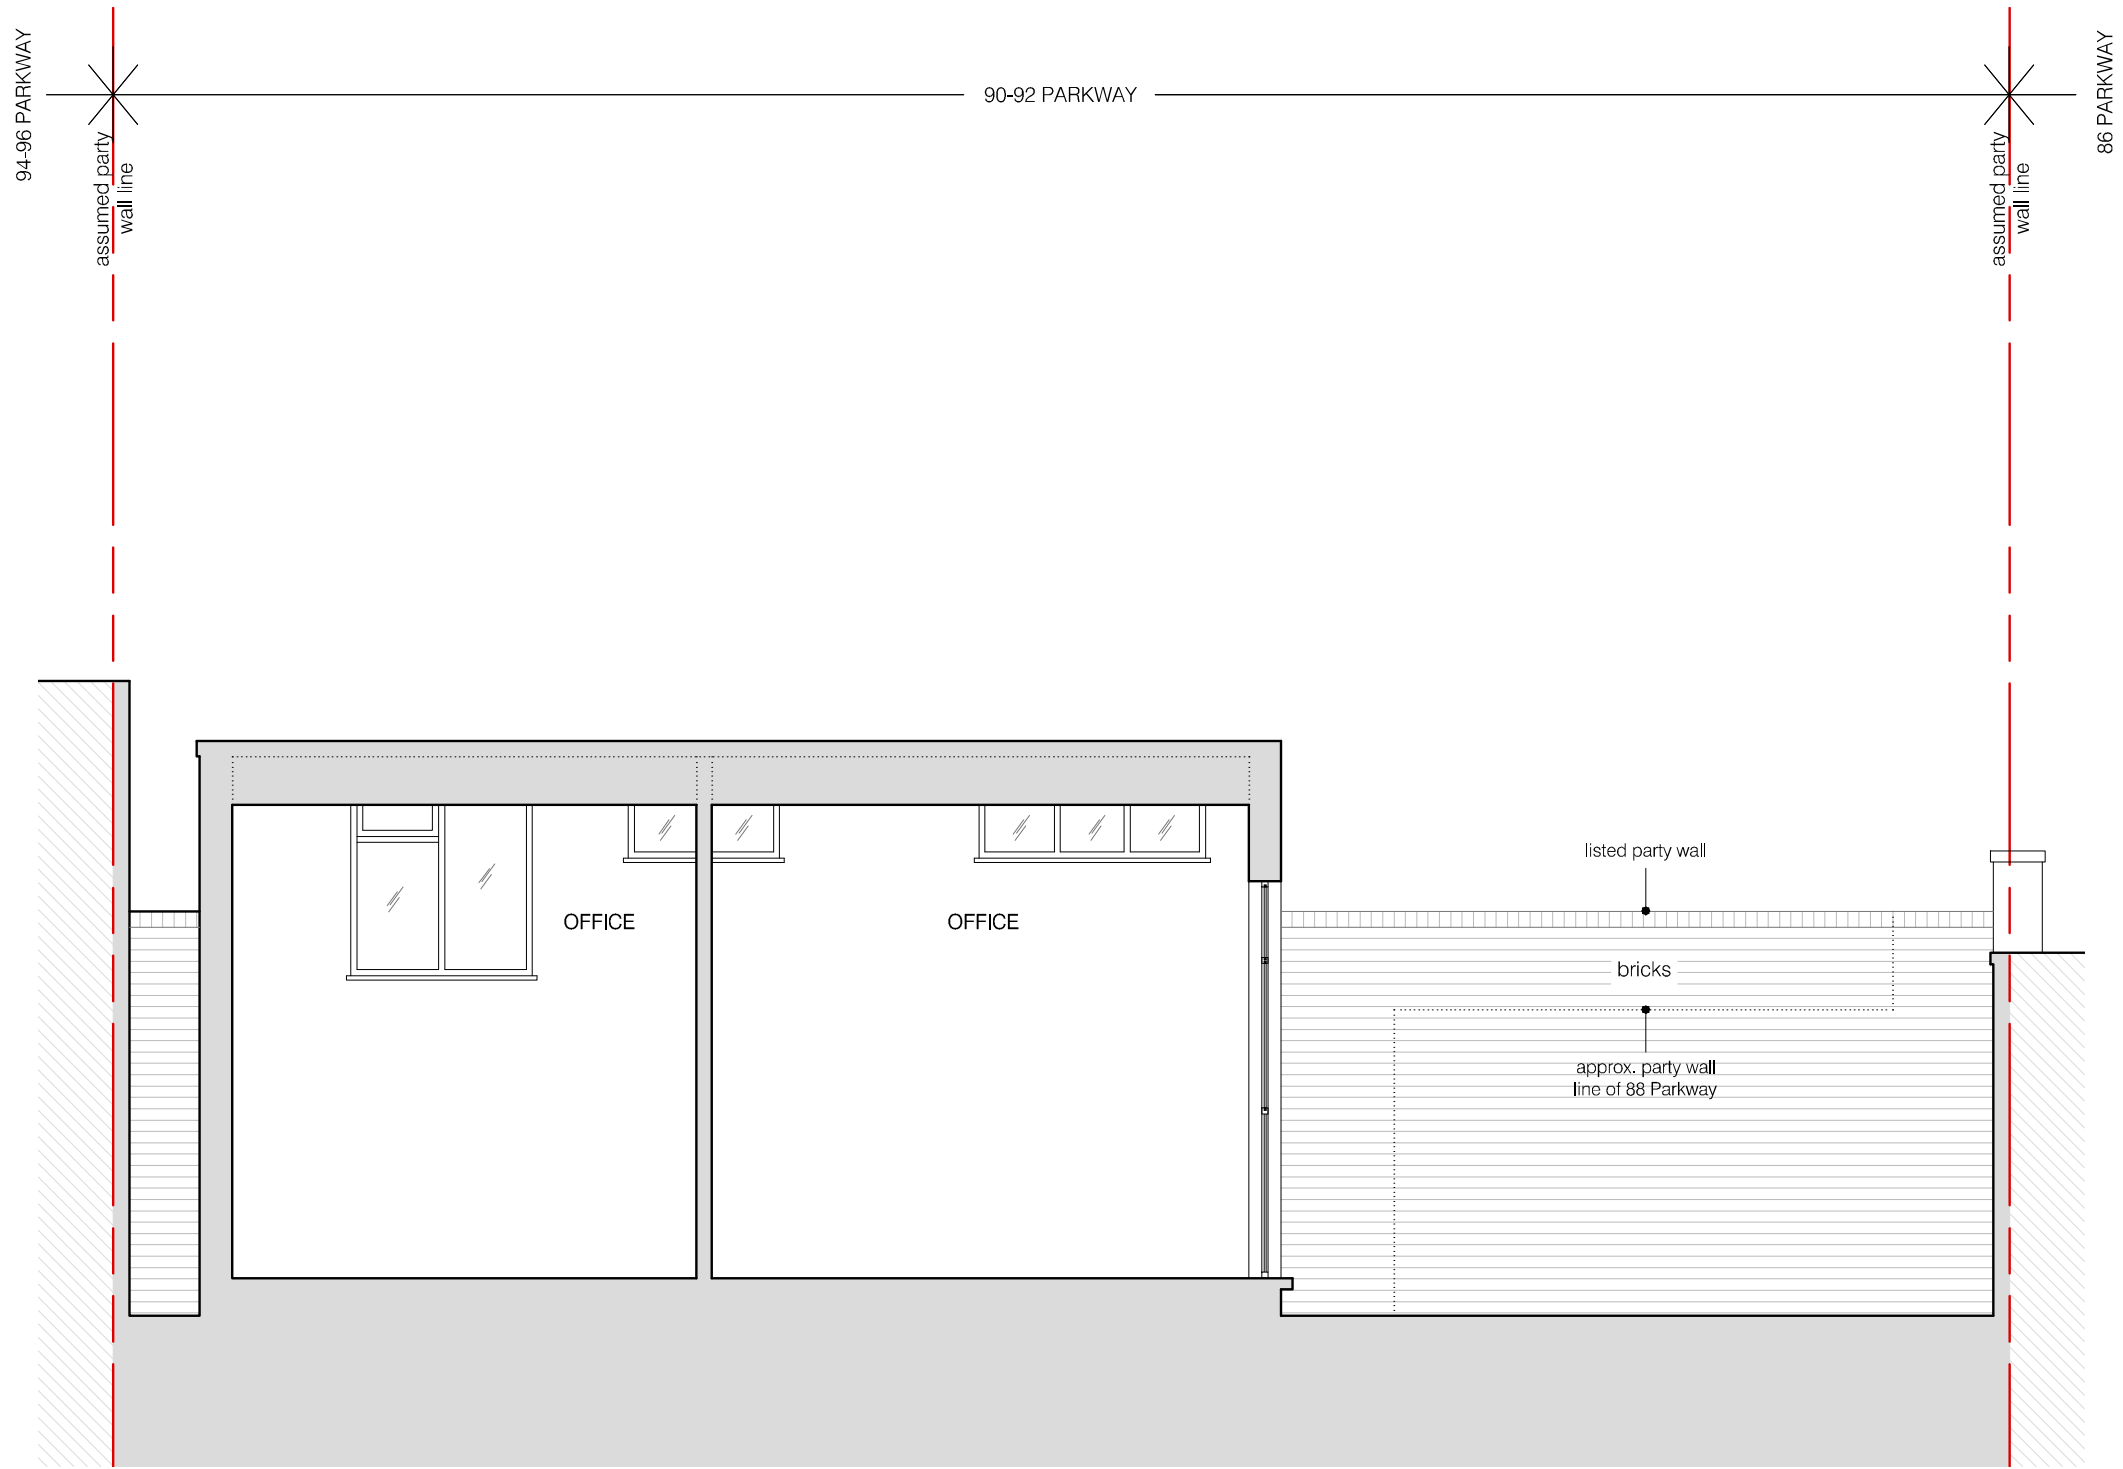 94-96 PARKWAY
90-92 PARKWAY
86 PARKWAY
assumed party
wall line
assumed party
wall line
listed party wall
OFFICE
OFFICE
bricks
approx. party wall
line of 88 Parkway